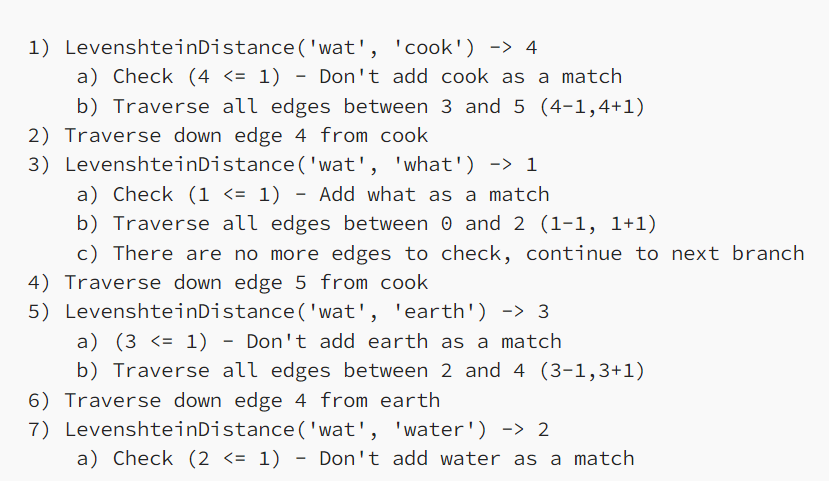 1) LevenshteinDistance('wat', 'cook') -> 4
a) Check (4 <= 1) - Don't add cook as a match
b) Traverse all edges between 3 and 5 (4-1,4+1)
2) Traverse down edge 4 from cook
3) LevenshteinDistance('wat', 'what') -> 1
a) Check (1 <= 1) - Add what as a match
b) Traverse all edges between 0 and 2 (1-1, 1+1)
c) There are no more edges to check, continue to next branch
4) Traverse down edge 5 from cook
5) LevenshteinDistance('wat', 'earth') -> 3
a) (3 <= 1) - Don't add earth as a match
b) Traverse all edges between 2 and 4 (3-1,3+1)
6) Traverse down edge 4 from earth
7) LevenshteinDistance('wat', 'water') -> 2
a) Check (2 <= 1) - Don't add water as a match